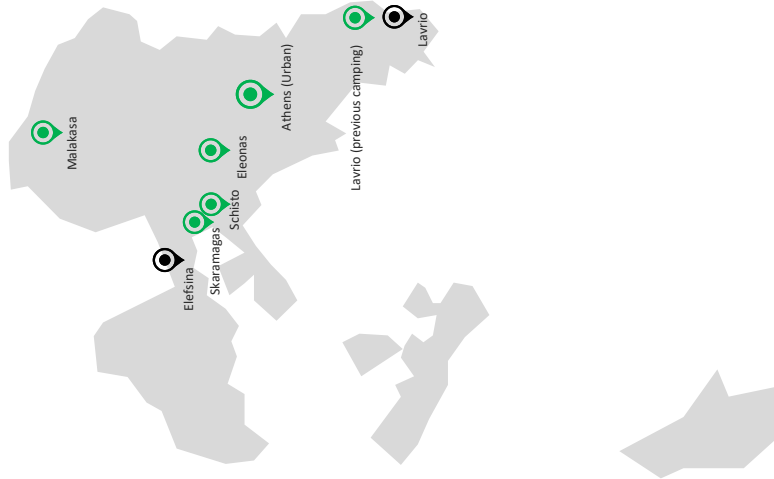 Malakasa
Elefsina
Skaramagas
Schisto
Eleonas
Athens (Urban)
Lavrio (previous camping)
Lavrio